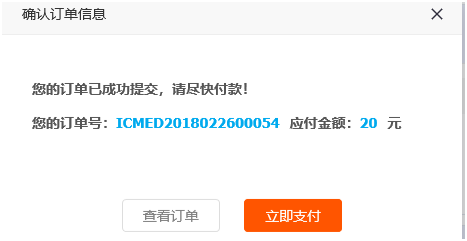 确认订单信息
您的订单已成功提交，请尽快付款！
您的订单号：ICMED2018022600054 应付金额：20 元
查看订单 立即支付